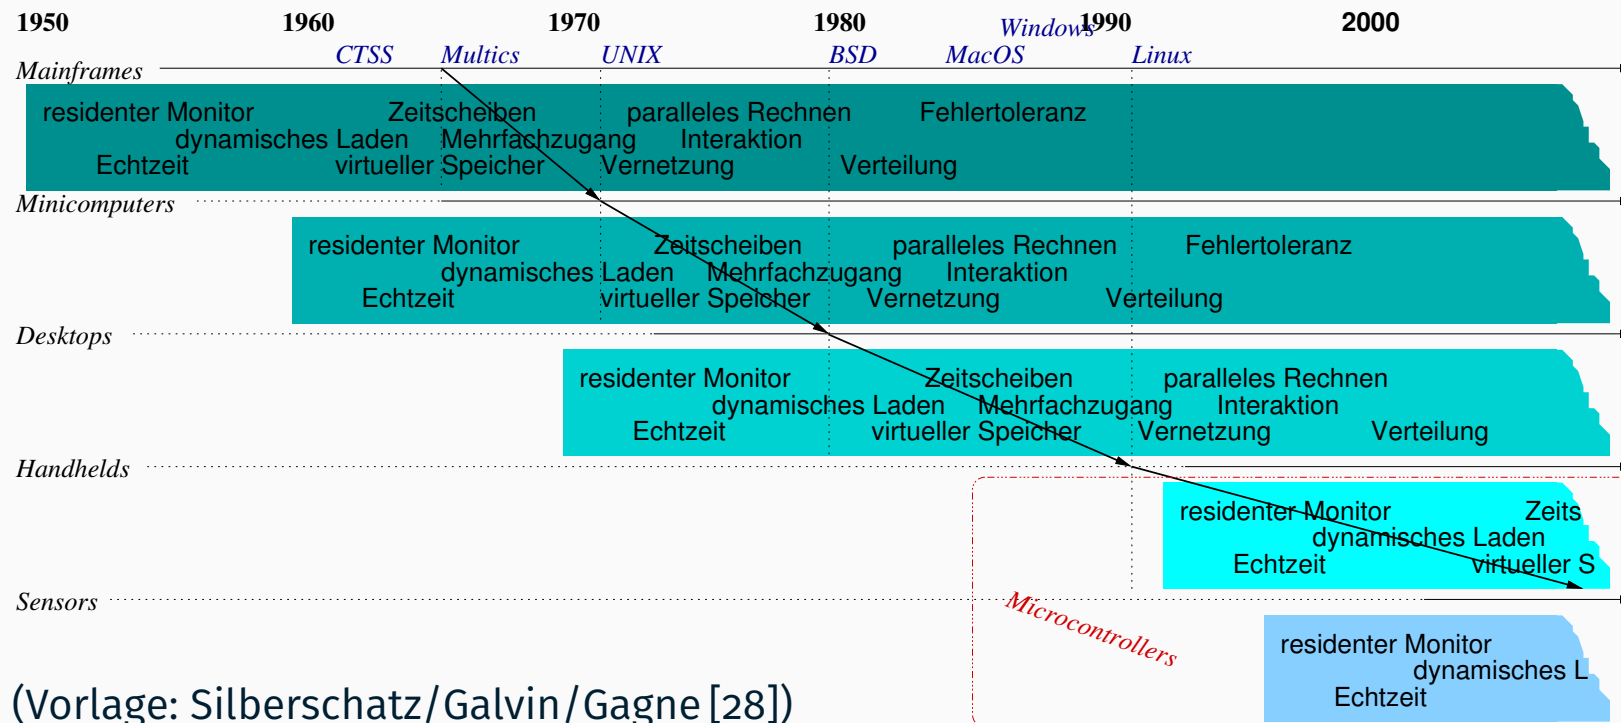 1950 1960 1970 1980 1990 2000
Windows
CTSS Multics UNIX BSD MacOS Linux
Mainframes
residenter Monitor Zeitscheiben paralleles Rechnen Fehlertoleranz
dynamisches Laden Mehrfachzugang Interaktion
Echtzeit virtueller Speicher Vernetzung Verteilung
Minicomputers
residenter Monitor Zeitscheiben paralleles Rechnen Fehlertoleranz
dynamisches Laden Mehrfachzugang Interaktion
Echtzeit virtueller Speicher Vernetzung Verteilung
Desktops
residenter Monitor Zeitscheiben paralleles Rechnen
dynamisches Laden Mehrfachzugang Interaktion
Echtzeit virtueller Speicher Vernetzung Verteilung
Handhelds
residenter Monitor Zeits
dynamisches Laden
Echtzeit virtueller S
Sensors
Microcontrollers
residenter Monitor
dynamisches L
Echtzeit
(Vorlage: Silberschatz/Galvin/Gagne [28])